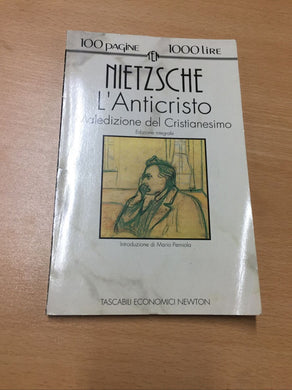 100 pagine 1000 lire
NIETZSCHE
L'Anticristo
Maledizione del Cristianesimo
Edizione integrale
Introduzione di Mario Perniola
TASCABILI ECONOMICI NEWTON